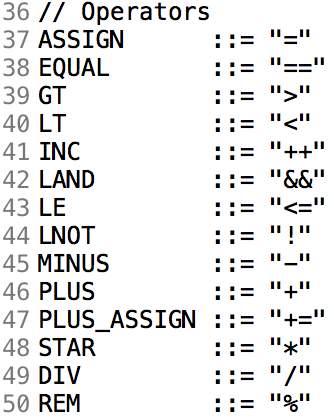 36 // Operators
37 ASSIGN      ::= "="
38 EQUAL       ::= "=="
39 GT          ::= ">"
40 LT          ::= "<"
41 INC         ::= "++"
42 LAND        ::= "&&"
43 LE          ::= "<="
44 LNOT        ::= "!"
45 MINUS       ::= "-"
46 PLUS        ::= "+"
47 PLUS_ASSIGN ::= "+="
48 STAR        ::= "*"
49 DIV         ::= "/"
50 REM         ::= "%"